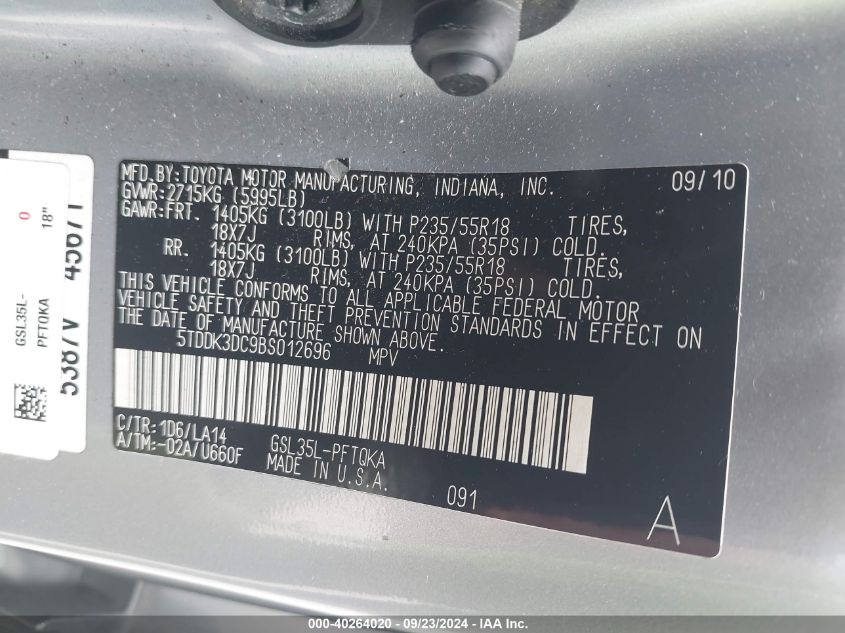 MFD.BY:TOYOTA MOTOR MANUFACTURING, INDIANA, INC. 09/10
GVWR:2715KG (5995LB)
GAWR:FRT. 1405KG (3100LB) WITH P235/55R18 TIRES,
18X7J RIMS, AT 240KPA (35PSI) COLD.
RR. 1405KG (3100LB) WITH P235/55R18 TIRES,
18X7J RIMS, AT 240KPA (35PSI) COLD.
THIS VEHICLE CONFORMS TO ALL APPLICABLE FEDERAL MOTOR
VEHICLE SAFETY AND THEFT PREVENTION STANDARDS IN EFFECT ON
THE DATE OF MANUFACTURE SHOWN ABOVE.
5TDDK3DC9BS012696 MPV
C/TR:1D6/LA14 GSL35L-PFTQKA
A/TM:-02A/U660F MADE IN U.S.A.
091
A
0
18"
GSL35L-
PFTQKA
5387V 45671
000-40264020 - 09/23/2024 - IAA Inc.